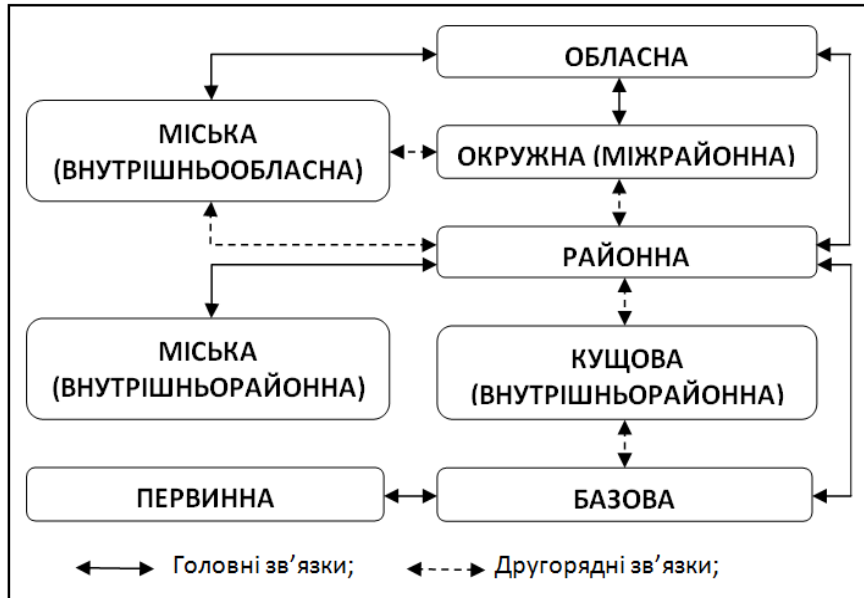 ОБЛАСНА
МІСЬКА
(ВНУТРІШНЬООБЛАСНА)
ОКРУЖНА (МІЖРАЙОННА)
РАЙОННА
МІСЬКА
(ВНУТРІШНЬОРАЙОННА)
КУЩОВА
(ВНУТРІШНЬОРАЙОННА)
ПЕРВИННА
БАЗОВА
Головні зв’язки;
Другорядні зв’язки;